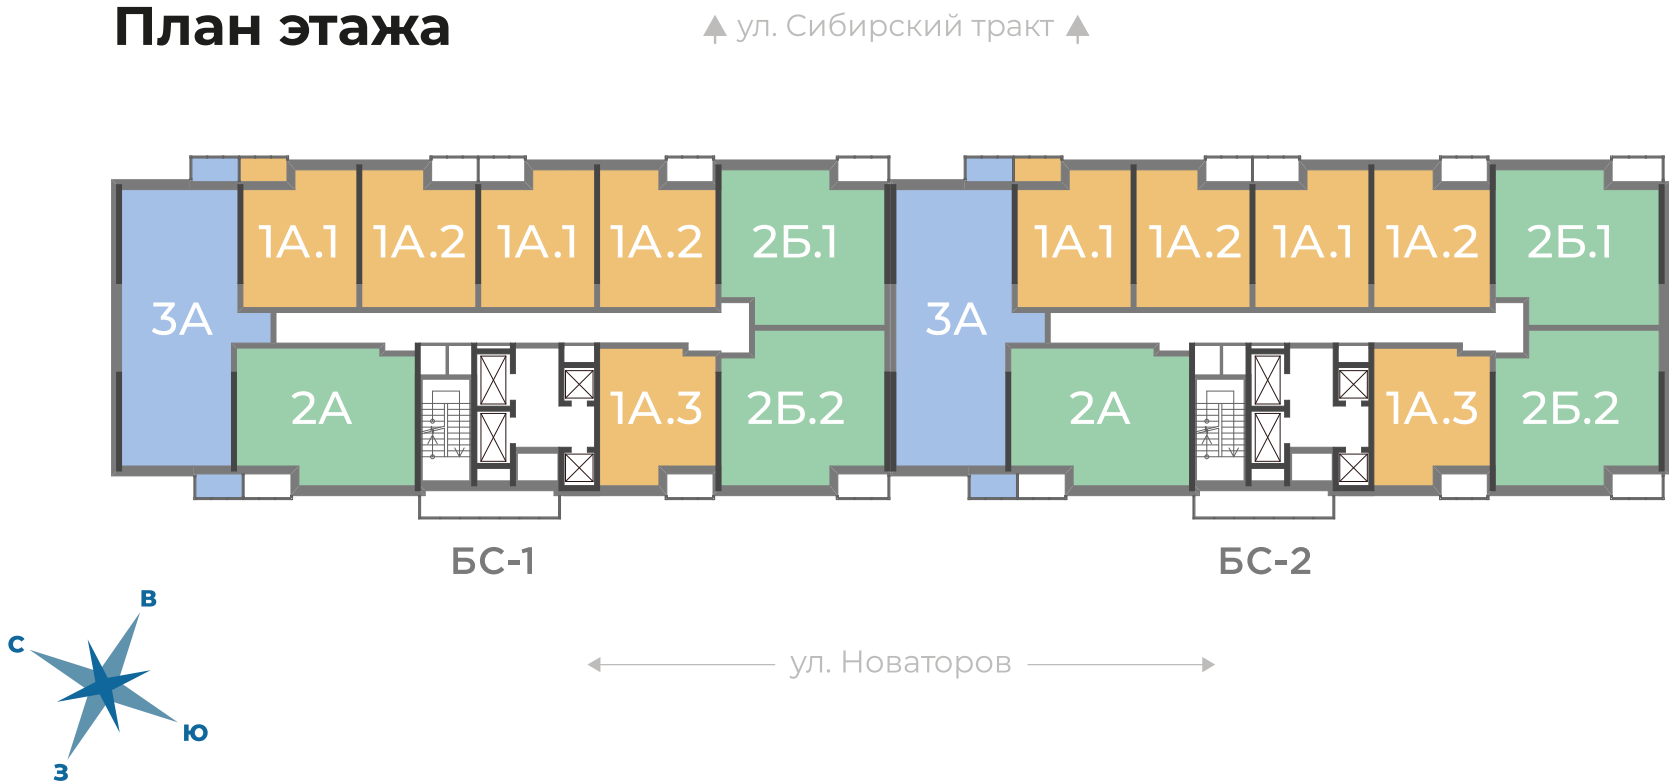 План этажа
ул. Сибирский тракт
1А.1 1А.2 1А.1 1А.2 2Б.1 1А.1 1А.2 1А.1 1А.2 2Б.1
3А 3А
2А 1А.3 2Б.2 2А 1А.3 2Б.2
БС-1 БС-2
В
С
ул. Новаторов
Ю
З